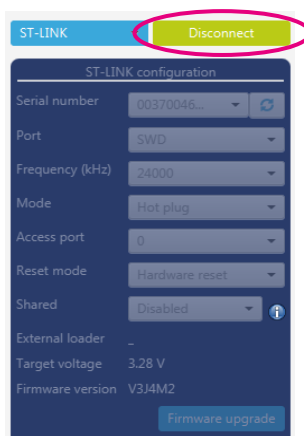 ST-LINK Disconnect
ST-LINK configuration
Serial number 00370046...
Port SWD
Frequency (kHz) 24000
Mode Hot plug
Access port 0
Reset mode Hardware reset
Shared Disabled
External loader _
Target voltage 3.28 V
Firmware version V3J4M2
Firmware upgrade